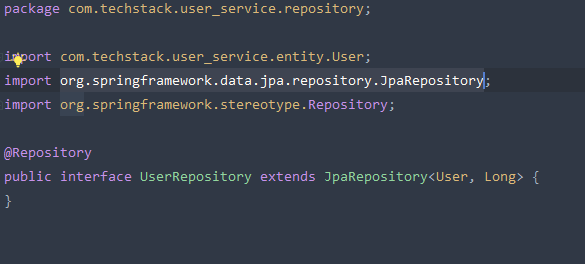 package com.techstack.user_service.repository;
import com.techstack.user_service.entity.User;
import org.springframework.data.jpa.repository.JpaRepository;
import org.springframework.stereotype.Repository;
@Repository
public interface UserRepository extends JpaRepository<User, Long> {
}